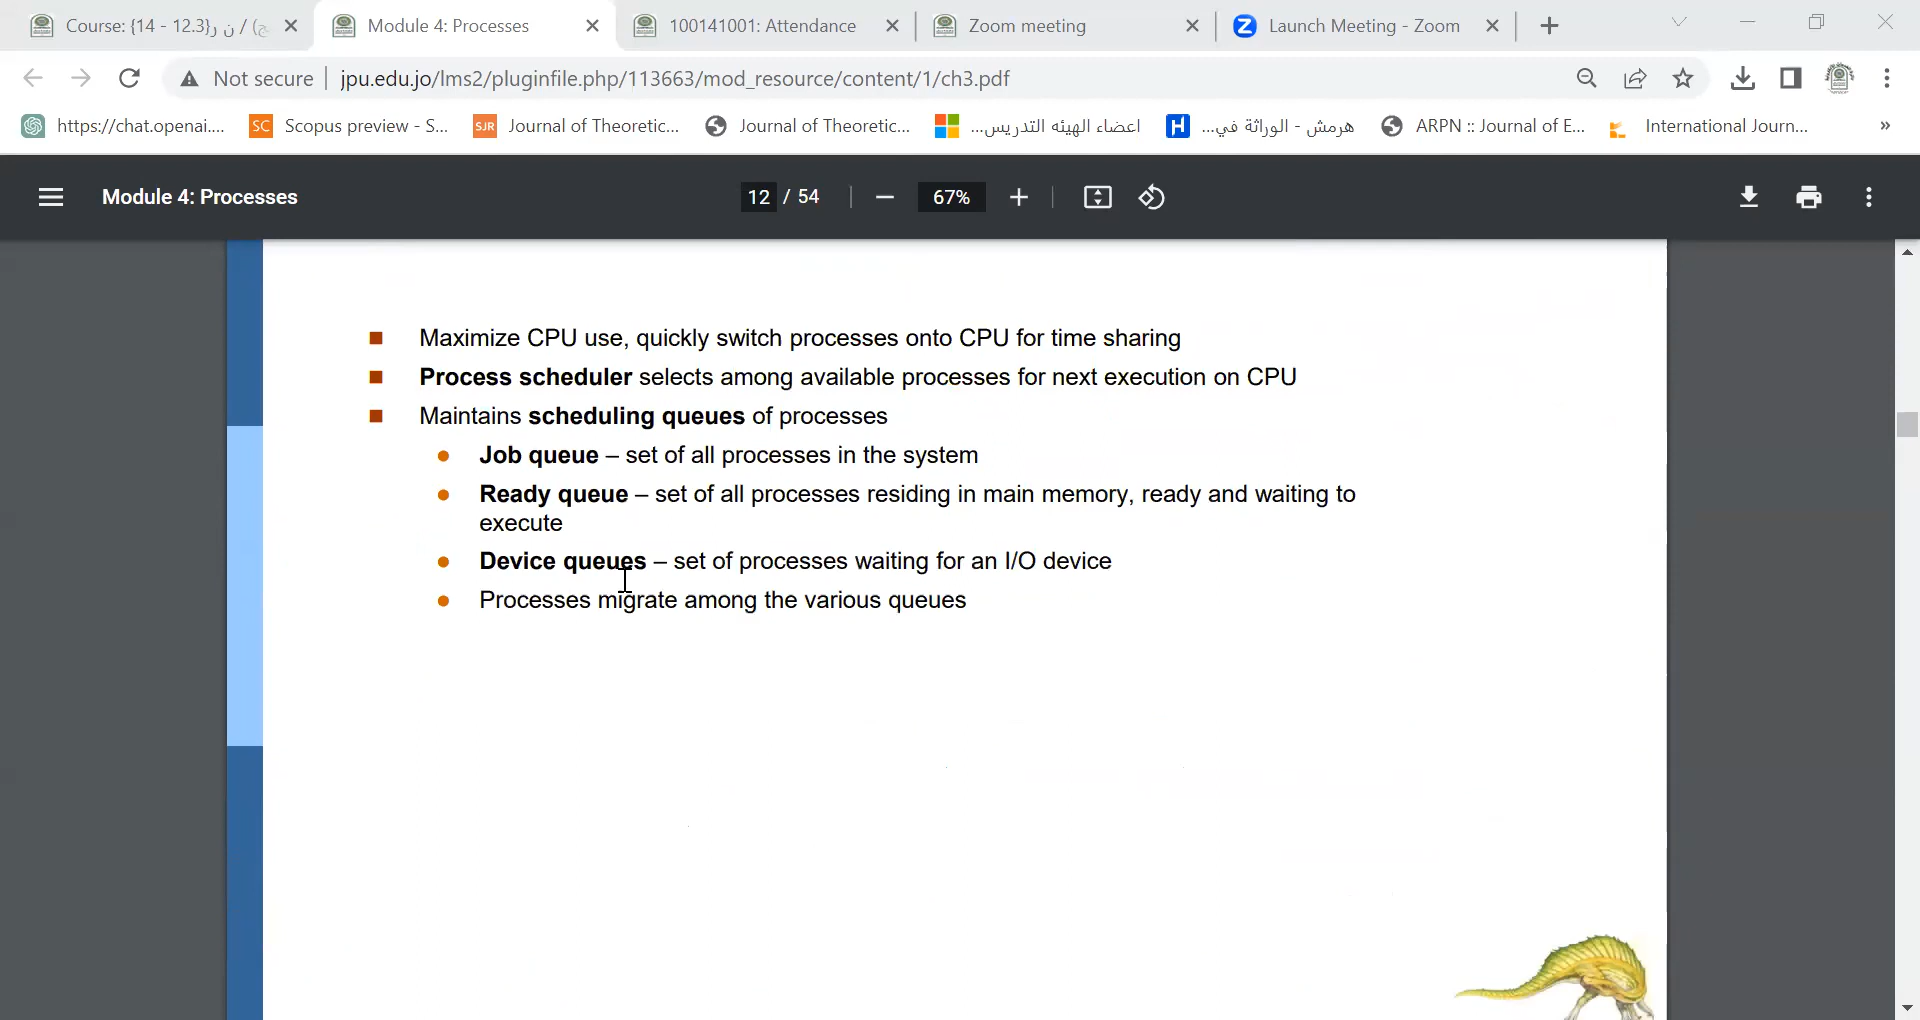 Course: {14 - 12.3} ن ر / (ج
Module 4: Processes
100141001: Attendance
Zoom meeting
Launch Meeting - Zoom
Not secure
jpu.edu.jo/lms2/pluginfile.php/113663/mod_resource/content/1/ch3.pdf
https://chat.openai....
SC
Scopus preview - S...
SJR
Journal of Theoretic...
Journal of Theoretic...
اعضاء الهيئه التدريس...
H
هرمش - الوراثة في...
ARPN :: Journal of E...
International Journ...
»
Module 4: Processes
12 / 54
67%
Maximize CPU use, quickly switch processes onto CPU for time sharing
Process scheduler selects among available processes for next execution on CPU
Maintains scheduling queues of processes
Job queue – set of all processes in the system
Ready queue – set of all processes residing in main memory, ready and waiting to
execute
Device queues – set of processes waiting for an I/O device
Processes migrate among the various queues